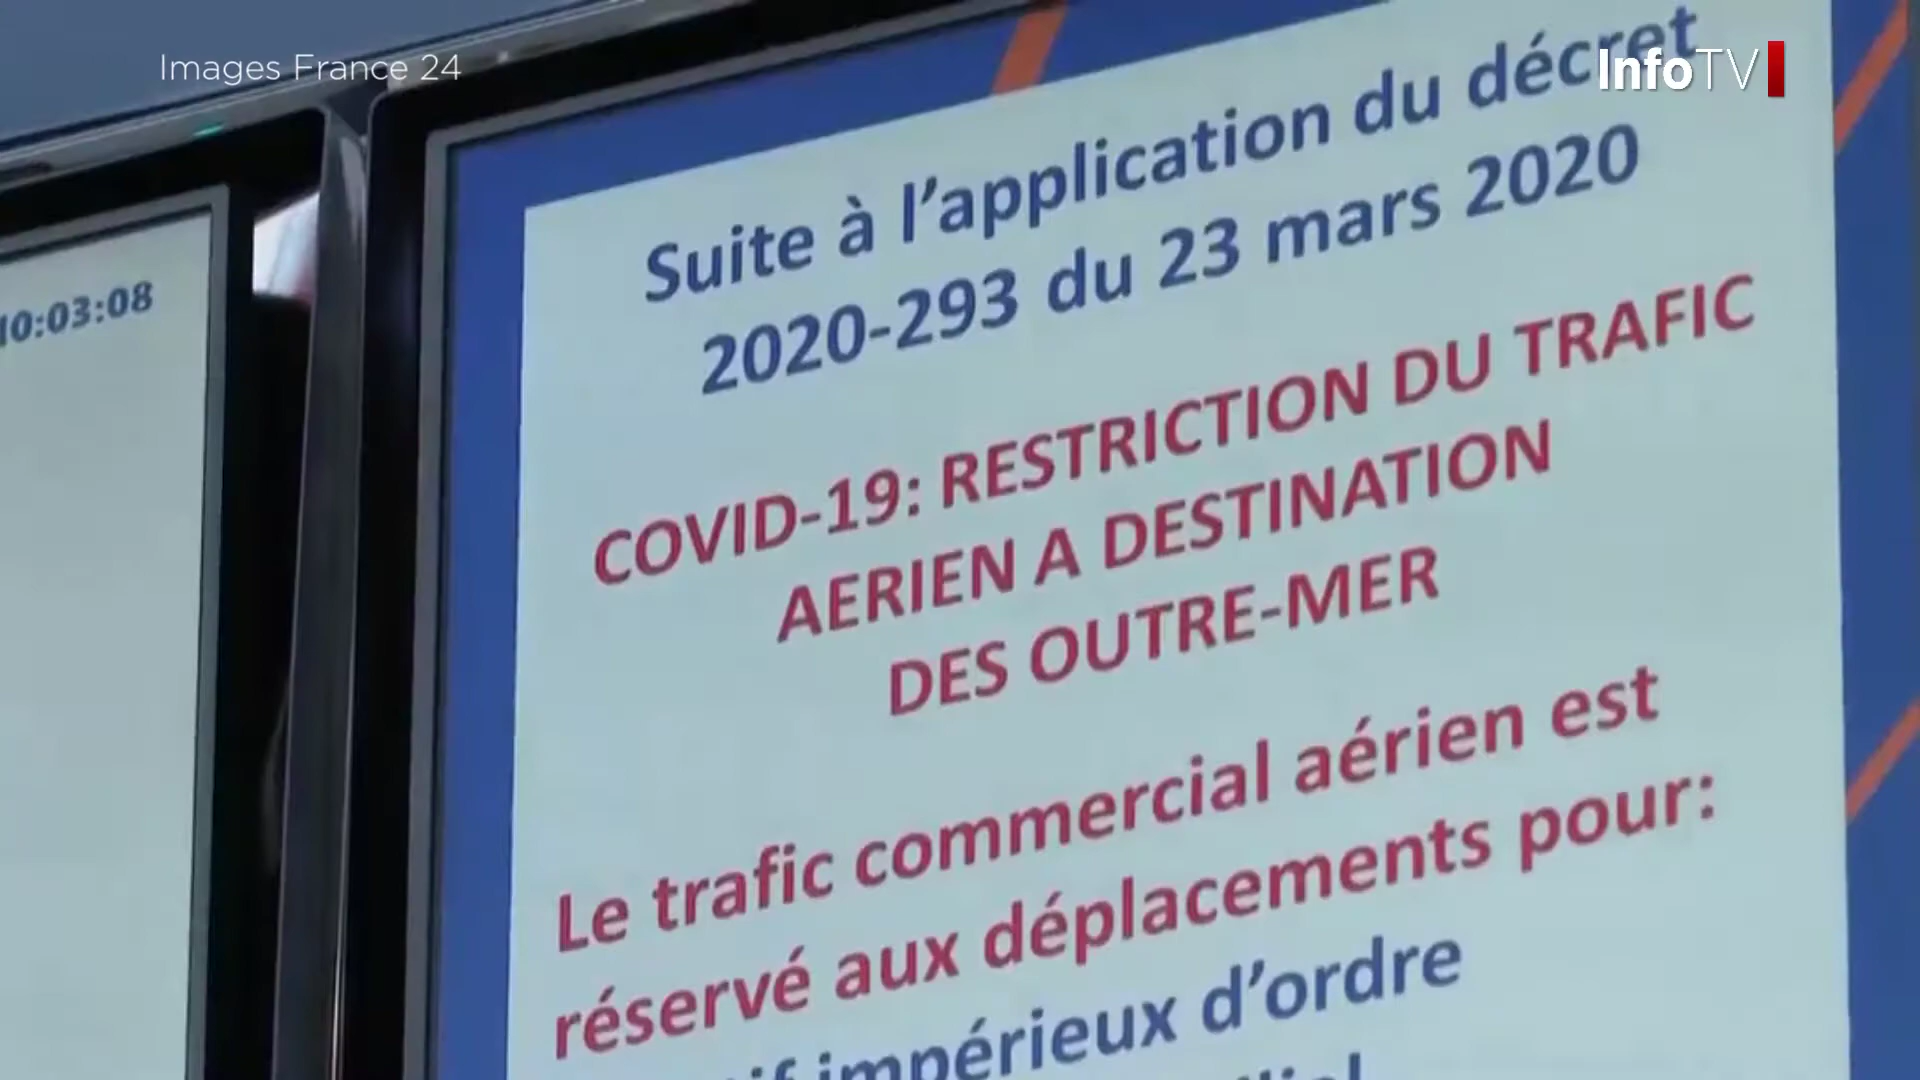 Images France 24
InfoTV
10:03:08
Suite à l'application du décret
2020-293 du 23 mars 2020
COVID-19: RESTRICTION DU TRAFIC
AERIEN A DESTINATION
DES OUTRE-MER
Le trafic commercial aérien est
réservé aux déplacements pour:
impérieux d'ordre